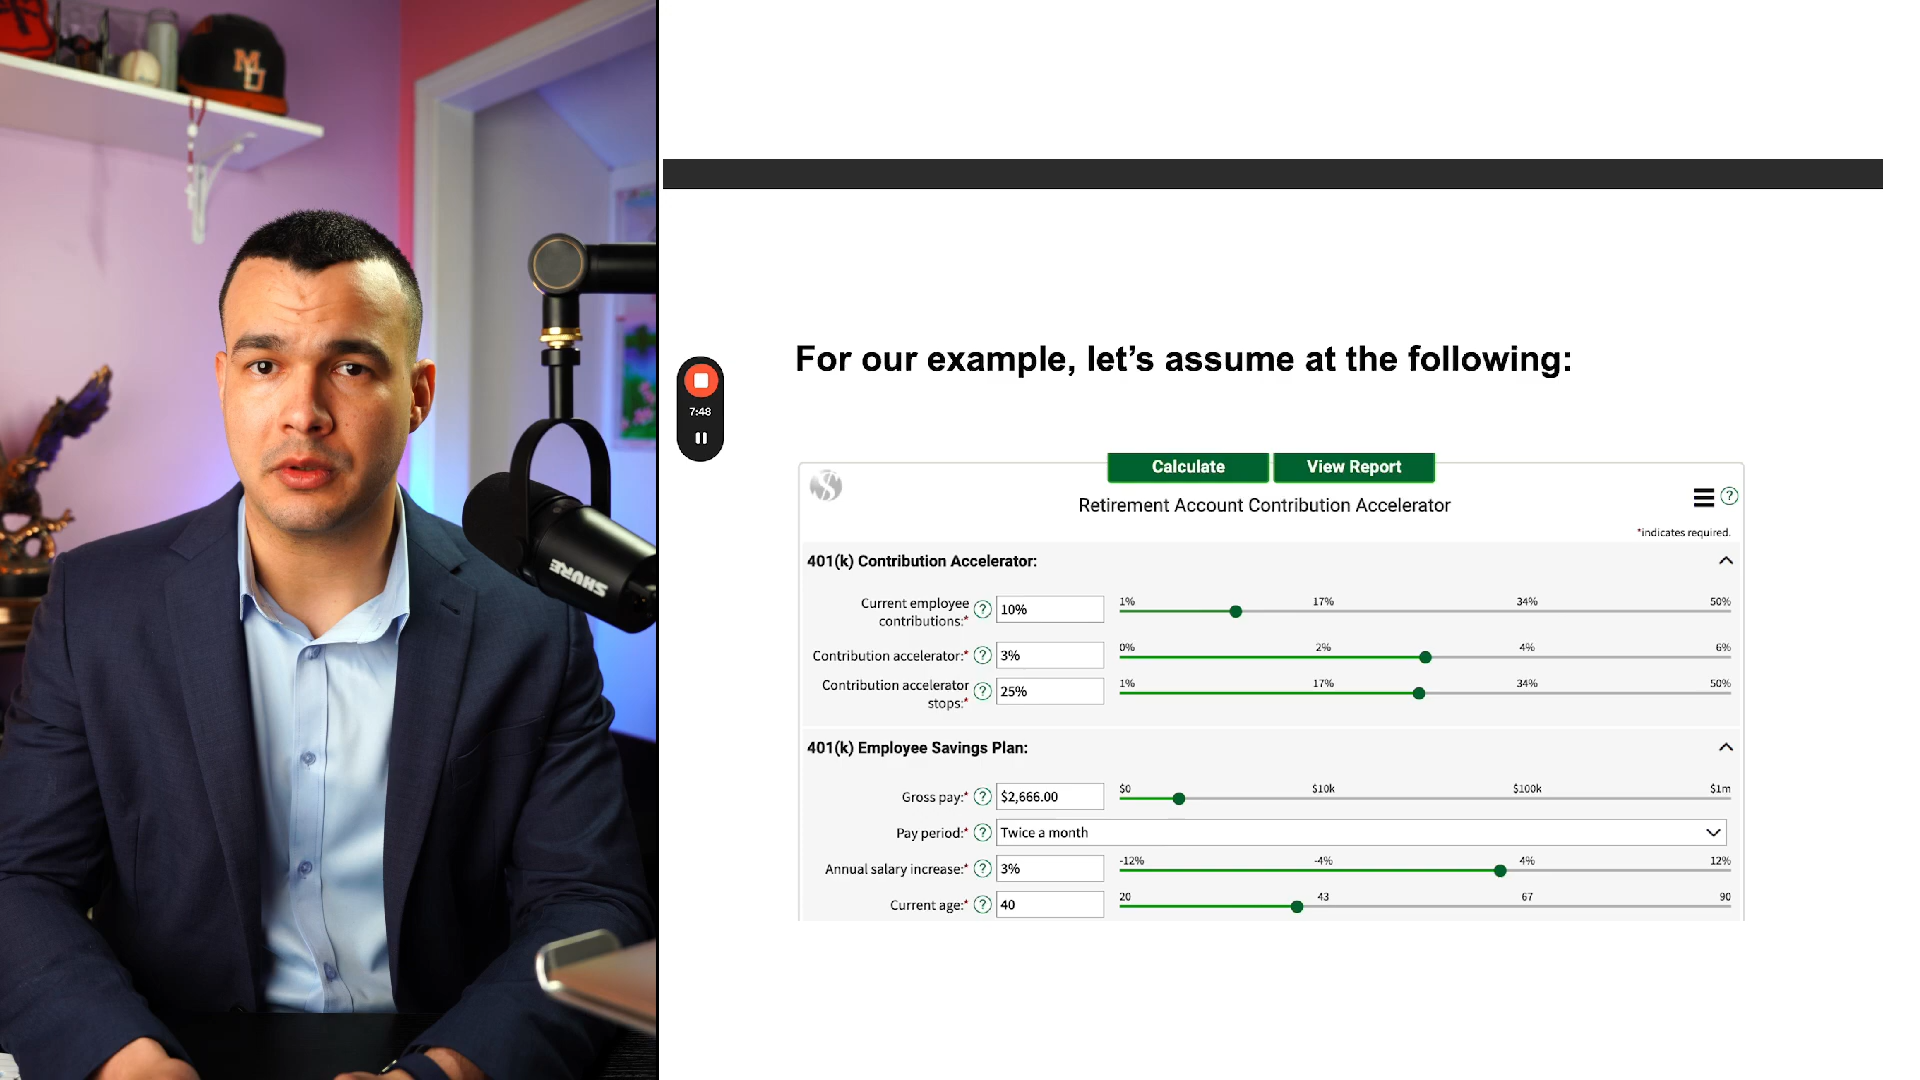 MU
SHURE
7:48
For our example, let’s assume at the following:
Calculate
View Report
Retirement Account Contribution Accelerator
*indicates required.
401(k) Contribution Accelerator:
Current employee contributions:* ? 10% 1% 17% 34% 50%
Contribution accelerator:* ? 3% 0% 2% 4% 6%
Contribution accelerator stops:* ? 25% 1% 17% 34% 50%
401(k) Employee Savings Plan:
Gross pay:* ? $2,666.00 $0 $10k $100k $1m
Pay period:* ? Twice a month
Annual salary increase:* ? 3% -12% -4% 4% 12%
Current age:* ? 40 20 43 67 90